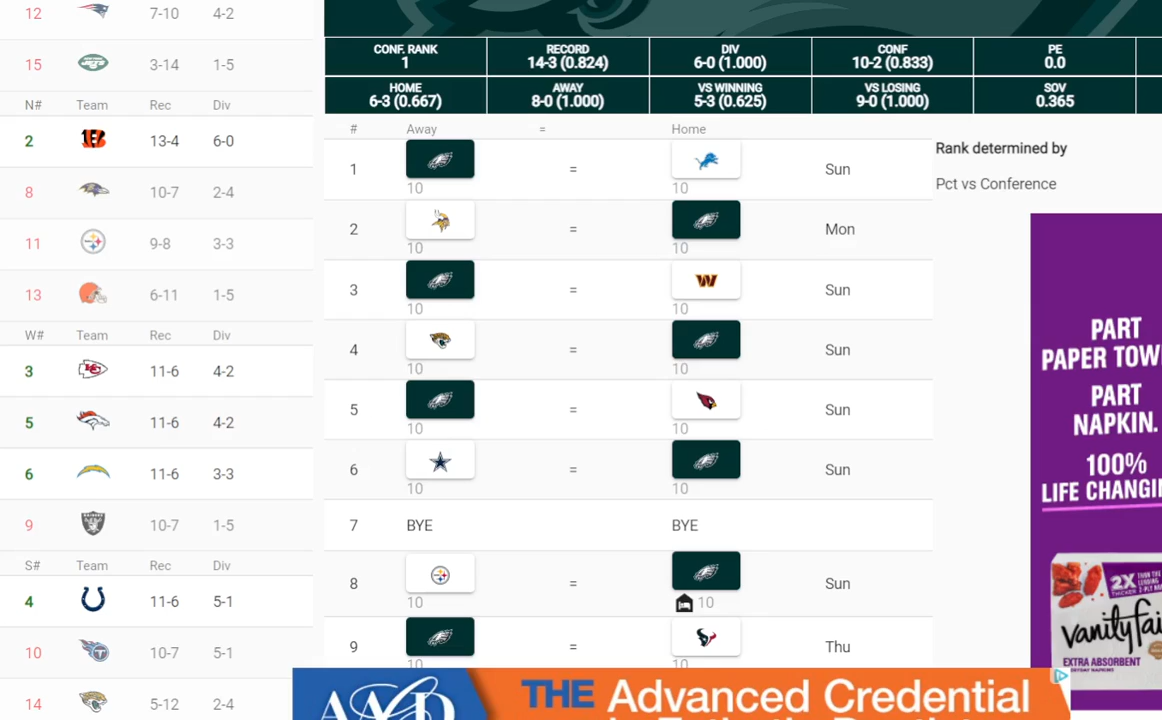 12 7-10 4-2
15 3-14 1-5
N# Team Rec Div
2 13-4 6-0
8 10-7 2-4
11 9-8 3-3
13 6-11 1-5
W# Team Rec Div
3 KC 11-6 4-2
5 11-6 4-2
6 11-6 3-3
9 10-7 1-5
S# Team Rec Div
4 11-6 5-1
10 10-7 5-1
14 5-12 2-4
CONF. RANK RECORD DIV CONF PE
1 14-3 (0.824) 6-0 (1.000) 10-2 (0.833) 0.0
HOME AWAY VS WINNING VS LOSING SOV
6-3 (0.667) 8-0 (1.000) 5-3 (0.625) 9-0 (1.000) 0.365
# Away = Home
1 = Sun
10 10
2 = Mon
10 10
3 = W Sun
10 10
4 = Sun
10 10
5 = Sun
10 10
6 = Sun
10 10
7 BYE BYE
8 = Sun
10 10
9 = Thu
10 10
Rank determined by
Pct vs Conference
PART
PAPER TOW
PART
NAPKIN.
100%
LIFE CHANGI
2X
vanity fai
EXTRA ABSORBENT
THE Advanced Credential